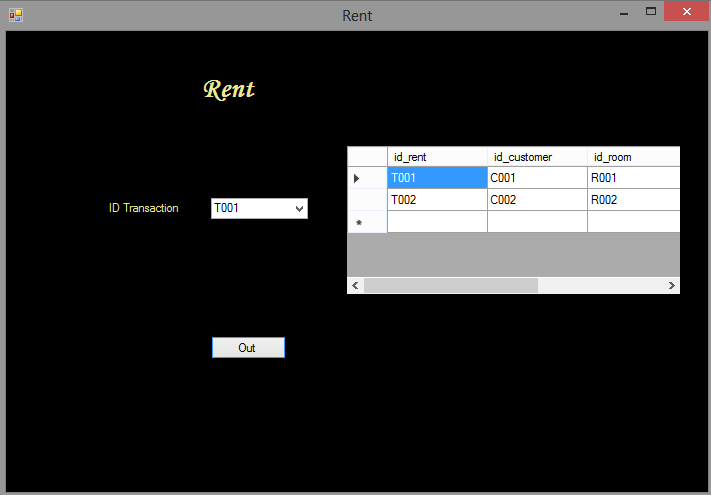 Rent
Rent
id_rent id_customer id_room
T001 C001 R001
T002 C002 R002
ID Transaction T001
Out